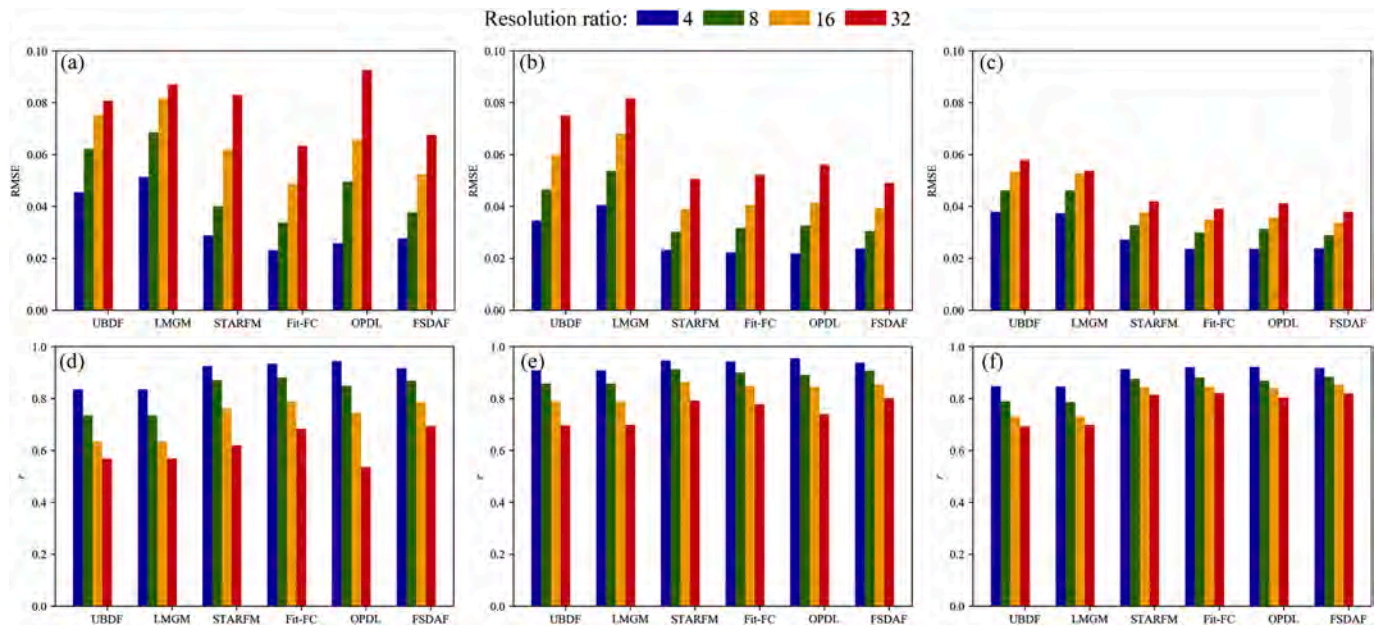 Resolution ratio: 4 8 16 32
(a) (b) (c)
0.10 0.10 0.10
0.08 0.08 0.08
0.06 0.06 0.06
RMSE RMSE RMSE
0.04 0.04 0.04
0.02 0.02 0.02
0.00 0.00 0.00
UBDF LMGM STARFM Fit-FC OPDL FSDAF UBDF LMGM STARFM Fit-FC OPDL FSDAF UBDF LMGM STARFM Fit-FC OPDL FSDAF
1.0 1.0 1.0
(d) (e) (f)
0.8 0.8 0.8
0.6 0.6 0.6
r r r
0.4 0.4 0.4
0.2 0.2 0.2
0.0 0.0 0.0
UBDF LMGM STARFM Fit-FC OPDL FSDAF UBDF LMGM STARFM Fit-FC OPDL FSDAF UBDF LMGM STARFM Fit-FC OPDL FSDAF